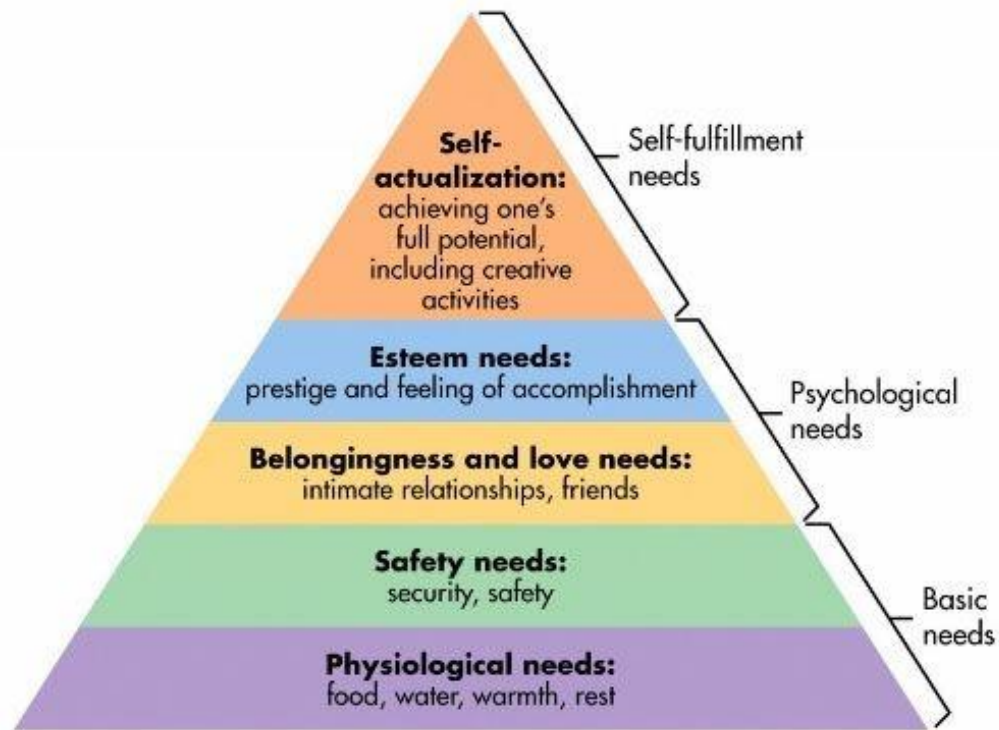 Self-
actualization:
achieving one's
full potential,
including creative
activities
Self-fulfillment
needs
Esteem needs:
prestige and feeling of accomplishment
Psychological
needs
Belongingness and love needs:
intimate relationships, friends
Safety needs:
security, safety
Basic
needs
Physiological needs:
food, water, warmth, rest